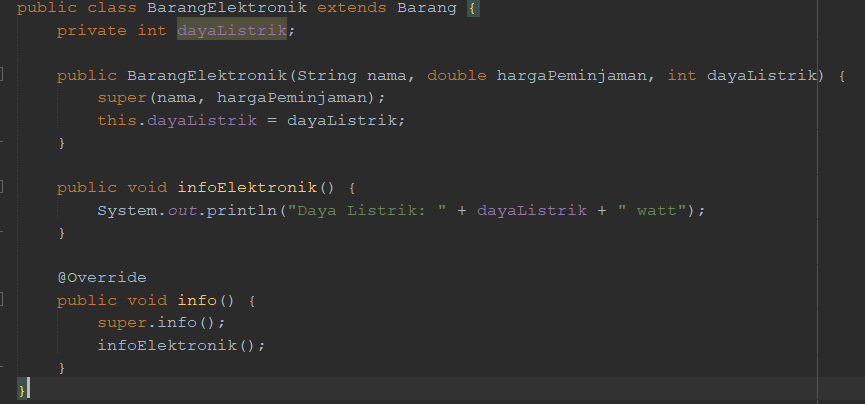 public class BarangElektronik extends Barang {
    private int dayaListrik;
    public BarangElektronik(String nama, double hargaPeminjaman, int dayaListrik) {
        super(nama, hargaPeminjaman);
        this.dayaListrik = dayaListrik;
    }
    public void infoElektronik() {
        System.out.println("Daya Listrik: " + dayaListrik + " watt");
    }
    @Override
    public void info() {
        super.info();
        infoElektronik();
    }
}